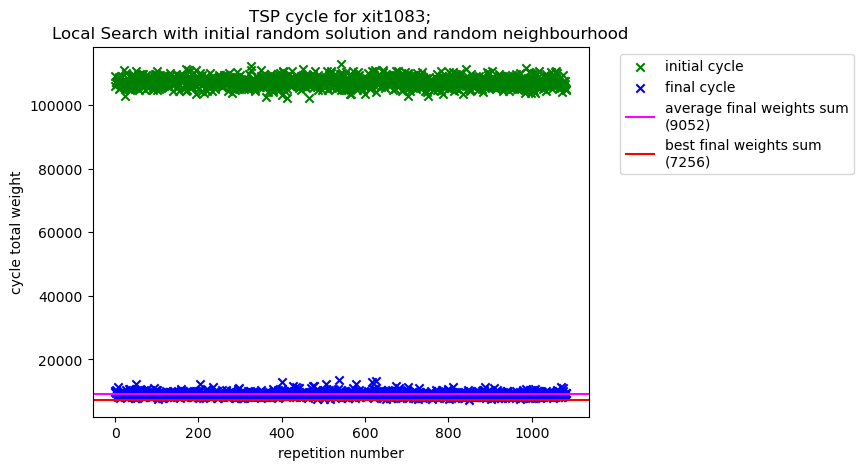 TSP cycle for xit1083;
Local Search with initial random solution and random neighbourhood
cycle total weight
100000
80000
60000
40000
20000
0
200
400
600
800
1000
repetition number
initial cycle
final cycle
average final weights sum
(9052)
best final weights sum
(7256)